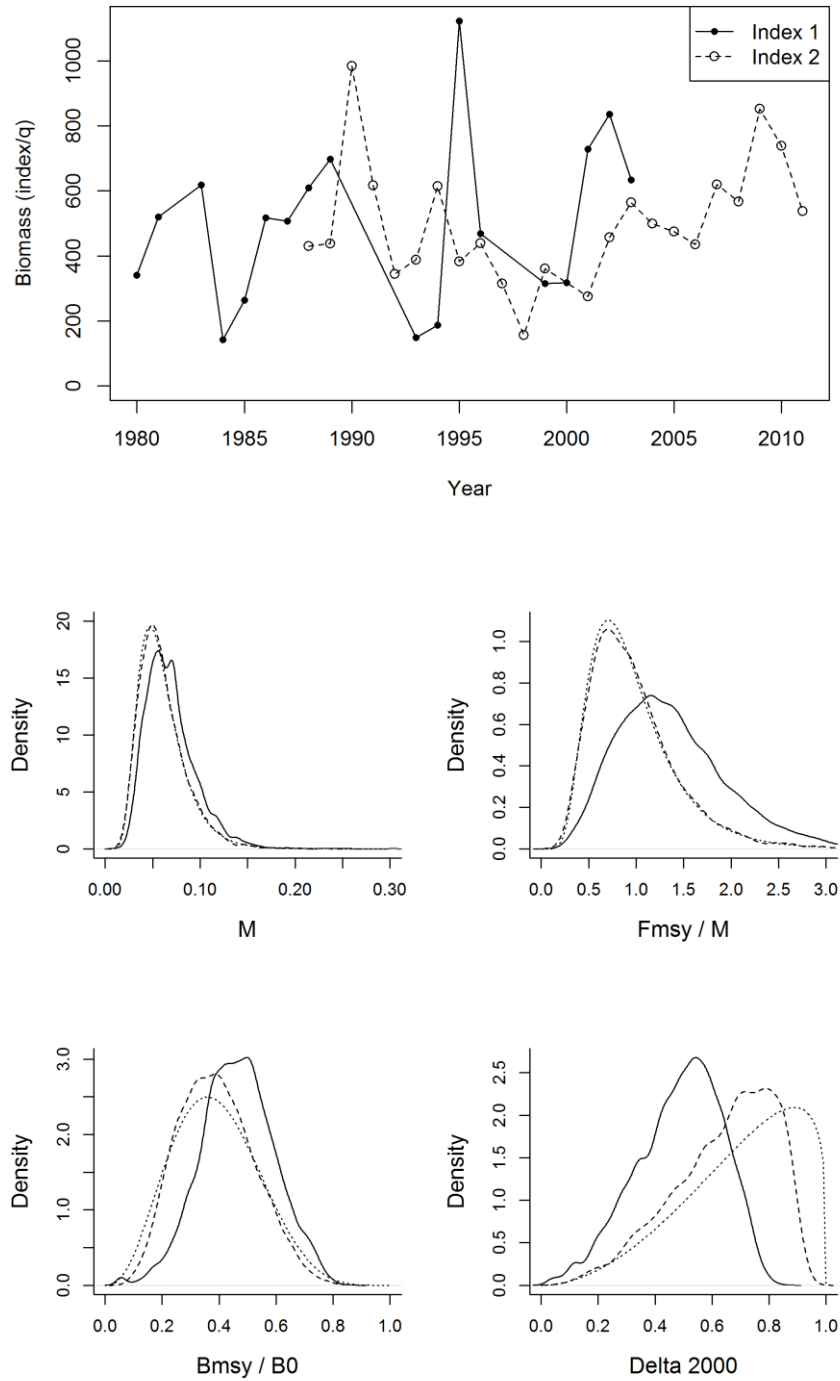 Index 1
Index 2
Biomass (index/q)
0 200 400 600 800 1000
1980 1985 1990 1995 2000 2005 2010
Year
Density
0 5 10 15 20
0.00 0.10 0.20 0.30
M
Density
0.0 0.2 0.4 0.6 0.8 1.0
0.0 0.5 1.0 1.5 2.0 2.5 3.0
Fmsy / M
Density
0.0 1.0 2.0 3.0
0.0 0.2 0.4 0.6 0.8 1.0
Bmsy / B0
Density
0.0 0.5 1.0 1.5 2.0 2.5
0.0 0.2 0.4 0.6 0.8 1.0
Delta 2000